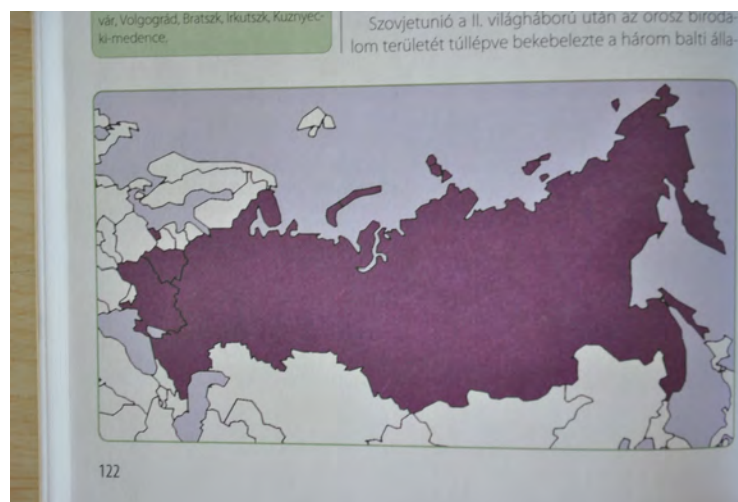 vár, Volgográd, Bratszk, Irkutszk, Kuznyec-
ki-medence.
Szovjetunió a II. világháború után az orosz biroda-
lom területét túllépve bekebelezte a három balti álla-
122